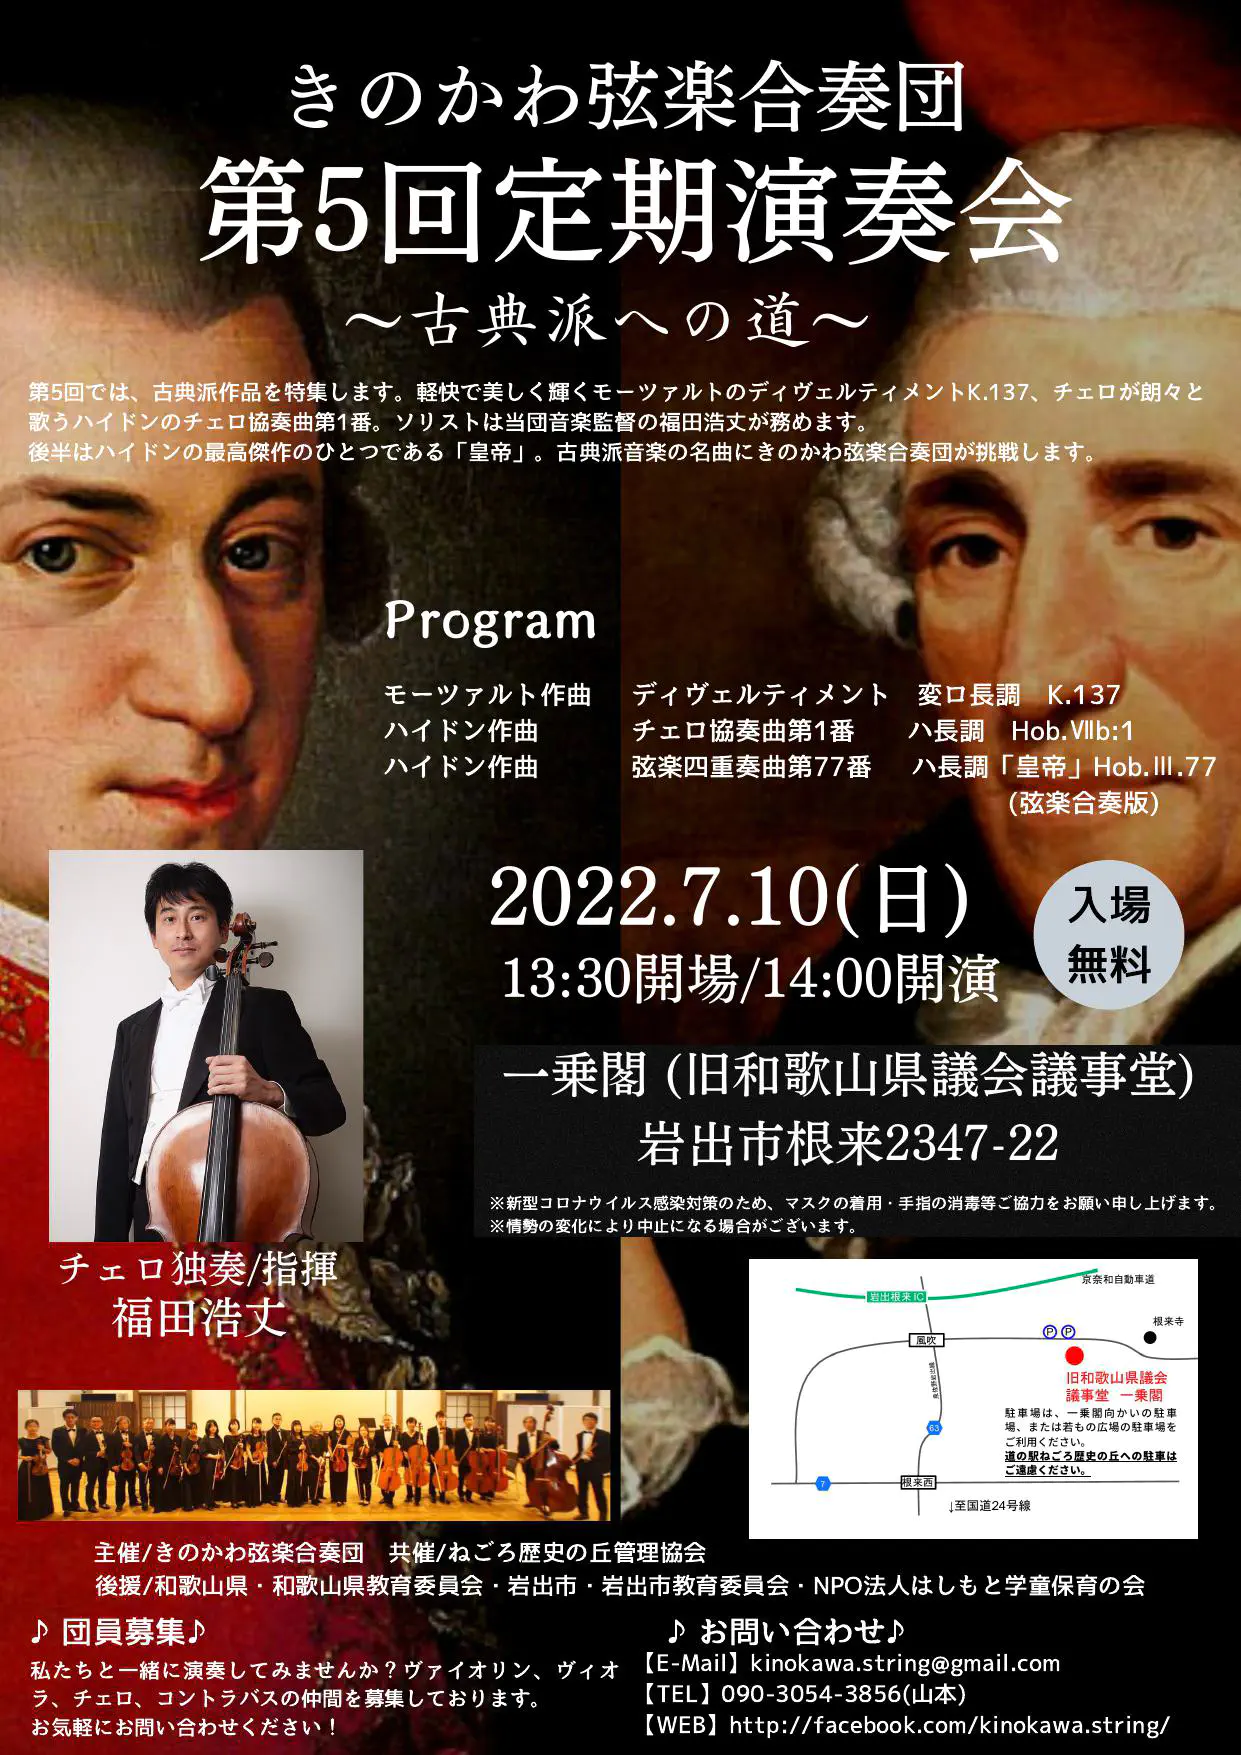 きのかわ弦楽合奏団
第5回定期演奏会
～古典派への道～
第5回では、古典派作品を特集します。軽快で美しく輝くモーツァルトのディヴェルティメントK.137、チェロが朗々と
歌うハイドンのチェロ協奏曲第1番。ソリストは当団音楽監督の福田浩丈が務めます。
後半はハイドンの最高傑作のひとつである「皇帝」。古典派音楽の名曲にきのかわ弦楽合奏団が挑戦します。
Program
モーツァルト作曲 ディヴェルティメント 変ロ長調 K.137
ハイドン作曲 チェロ協奏曲第1番 ハ長調 Hob.Ⅶb:1
ハイドン作曲 弦楽四重奏曲第77番 ハ長調「皇帝」Hob.Ⅲ.77
(弦楽合奏版)
2022.7.10(日)
13:30開場/14:00開演
入場
無料
一乗閣 (旧和歌山県議会議事堂)
岩出市根来2347-22
※新型コロナウイルス感染対策のため、マスクの着用・手指の消毒等ご協力をお願い申し上げます。
※情勢の変化により中止になる場合がございます。
チェロ独奏/指揮
福田浩丈
京奈和自動車道
岩出根来IC
根来寺
風吹
P P
旧和歌山県議会
議事堂 一乗閣
泉佐野岩出線
駐車場は、一乗閣向かいの駐車
場、または若もの広場の駐車場を
ご利用ください。
道の駅ねごろ歴史の丘への駐車は
ご遠慮ください。
63
7
根来西
↓至国道24号線
主催/きのかわ弦楽合奏団 共催/ねごろ歴史の丘管理協会
後援/和歌山県・和歌山県教育委員会・岩出市・岩出市教育委員会・NPO法人はしもと学童保育の会
♪ 団員募集♪
私たちと一緒に演奏してみませんか？ヴァイオリン、ヴィオ
ラ、チェロ、コントラバスの仲間を募集しております。
お気軽にお問い合わせください！
♪ お問い合わせ♪
【E-Mail】kinokawa.string@gmail.com
【TEL】090-3054-3856(山本)
【WEB】http://facebook.com/kinokawa.string/